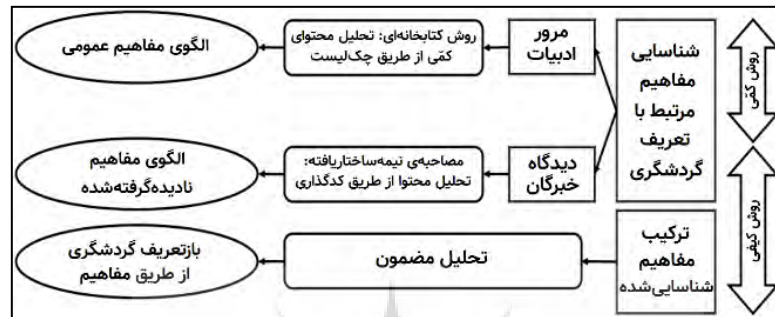 روش کمّی
روش کیفی
شناسایی
مفاهیم
مرتبط با
تعریف
گردشگری
مرور
ادبیات
روش کتابخانه‌ای: تحلیل محتوای
کمّی از طریق چک‌لیست
الگوی مفاهیم عمومی
دیدگاه
خبرگان
مصاحبه‌ی نیمه‌ساختاریافته:
تحلیل محتوا از طریق کدگذاری
الگوی مفاهیم
نادیده‌گرفته‌شده
ترکیب
مفاهیم
شناسایی‌شده
تحلیل مضمون
بازتعریف گردشگری
از طریق مفاهیم